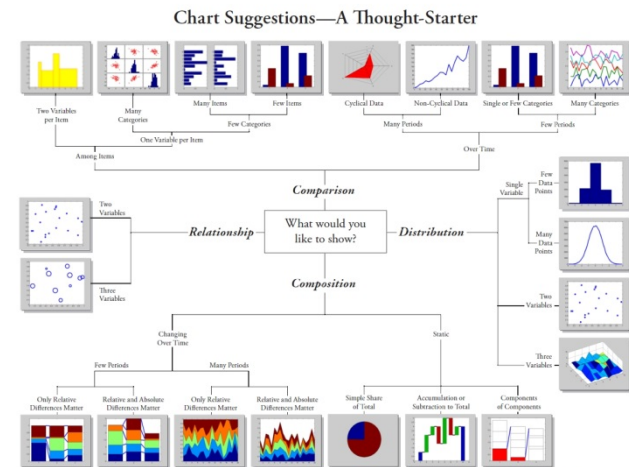 Chart Suggestions—A Thought-Starter
Two Variables
per Item
Many
Categories
Many Items
Few Items
Cyclical Data
Non-Cyclical Data
Single or Few Categories
Many Categories
Few Categories
Many Periods
Few Periods
One Variable per Item
Among Items
Over Time
Comparison
What would you
like to show?
Relationship
Two
Variables
Three
Variables
Distribution
Single
Variable
Few
Data
Points
Many
Data
Points
Two
Variables
Three
Variables
Composition
Changing
Over Time
Static
Few Periods
Many Periods
Only Relative
Differences Matter
Relative and Absolute
Differences Matter
Only Relative
Differences Matter
Relative and Absolute
Differences Matter
Simple Share
of Total
Accumulation or
Subtraction to Total
Components
of Components